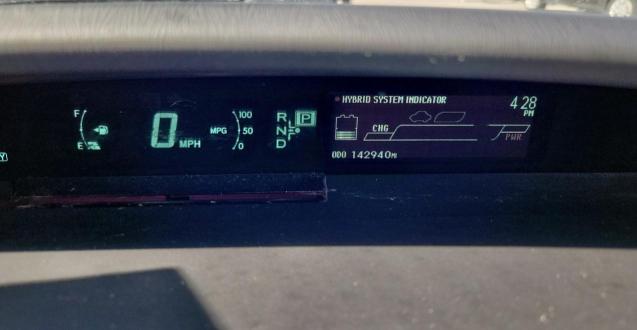 F
E
0
MPH
MPG
100
50
0
R
N
D
P
HYBRID SYSTEM INDICATOR
4:28
PM
CHG
PWR
ODO 142940MI